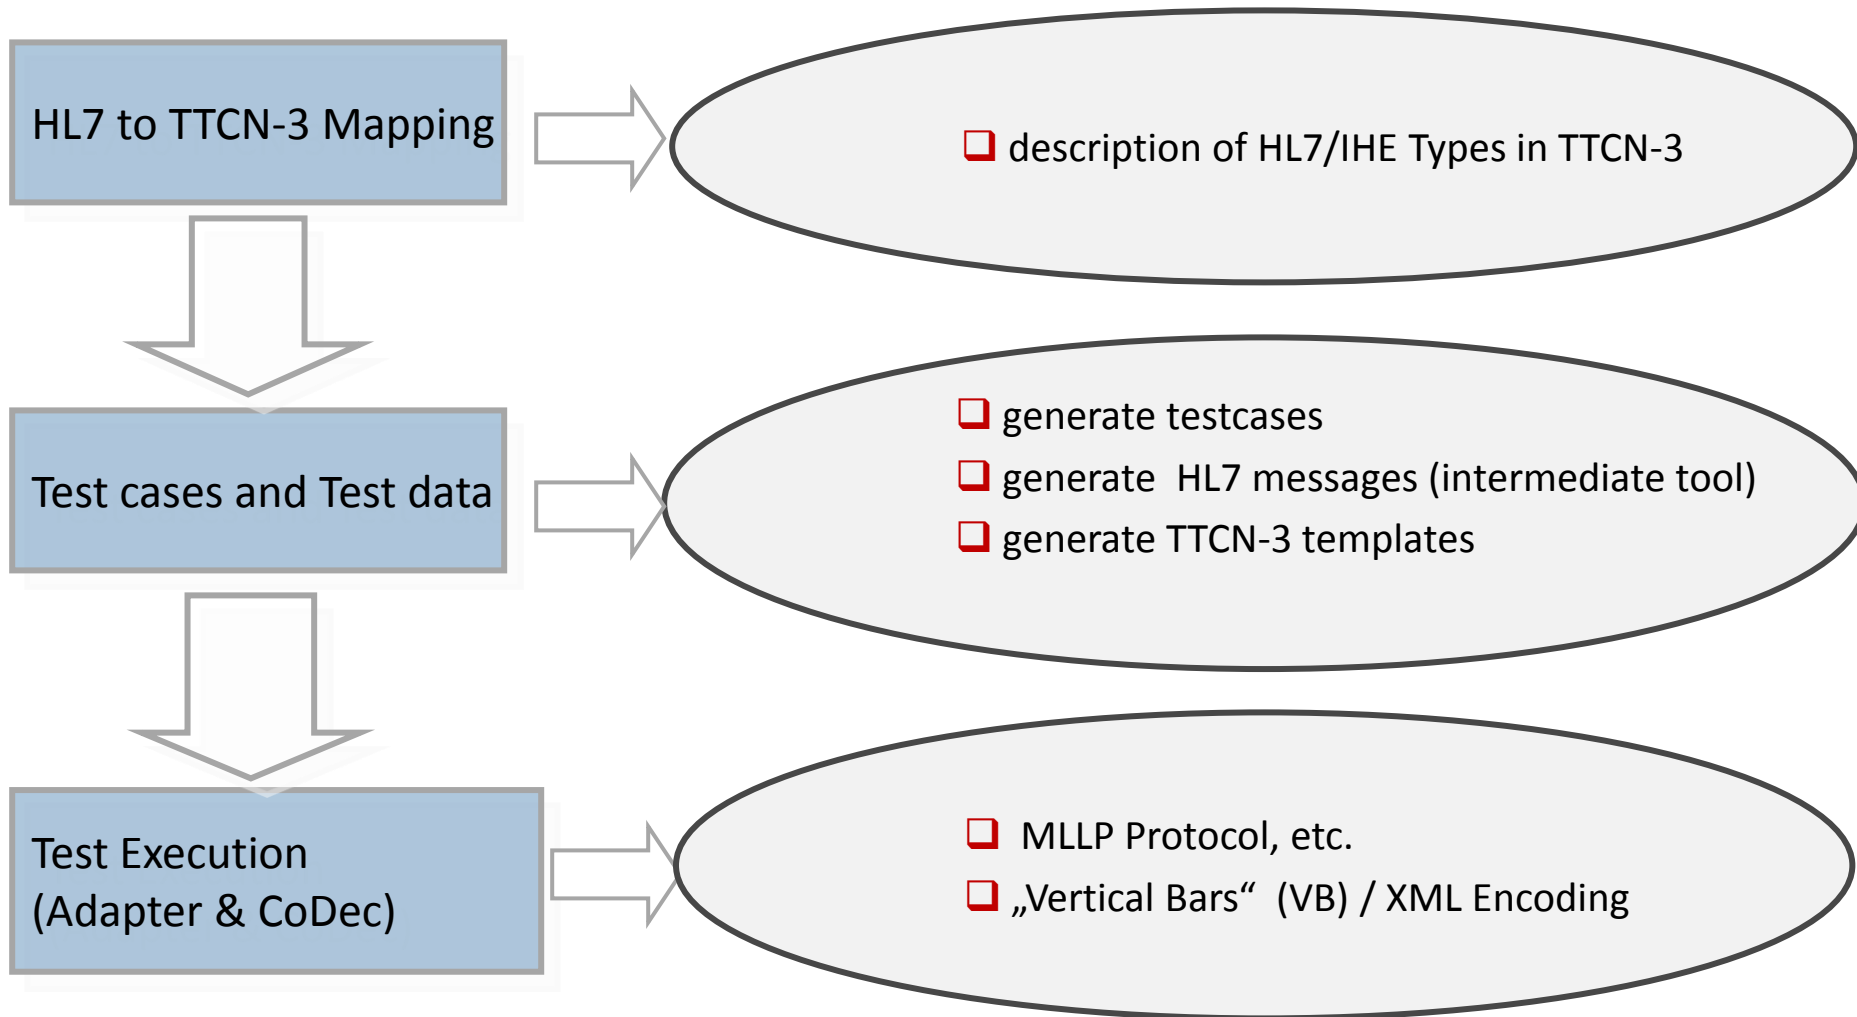 HL7 to TTCN-3 Mapping
❑ description of HL7/IHE Types in TTCN-3
Test cases and Test data
❑ generate testcases
❑ generate  HL7 messages (intermediate tool)
❑ generate TTCN-3 templates
Test Execution
(Adapter & CoDec)
❑ MLLP Protocol, etc.
❑ „Vertical Bars“  (VB) / XML Encoding